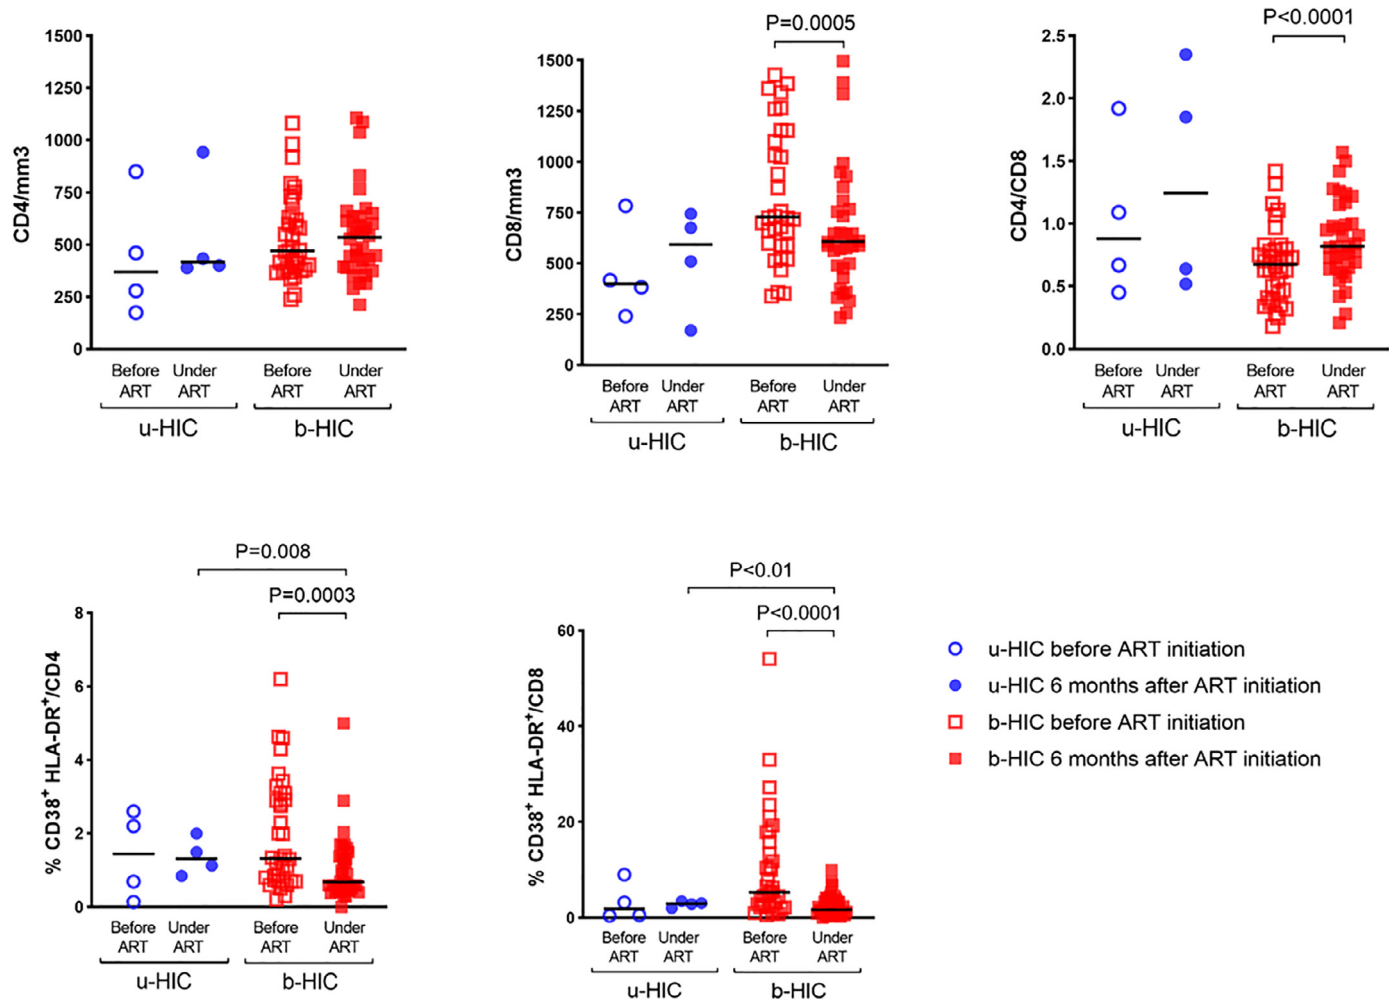 CD4/mm3
1500
1250
1000
750
500
250
0
Before ART
Under ART
Before ART
Under ART
u-HIC
b-HIC
P=0.0005
CD8/mm3
1500
1250
1000
750
500
250
0
Before ART
Under ART
Before ART
Under ART
u-HIC
b-HIC
P<0.0001
CD4/CD8
2.5
2.0
1.5
1.0
0.5
0.0
Before ART
Under ART
Before ART
Under ART
u-HIC
b-HIC
P=0.008
P=0.0003
% CD38+ HLA-DR+/CD4
8
6
4
2
0
Before ART
Under ART
Before ART
Under ART
u-HIC
b-HIC
P<0.01
P<0.0001
% CD38+ HLA-DR+/CD8
60
40
20
0
Before ART
Under ART
Before ART
Under ART
u-HIC
b-HIC
u-HIC before ART initiation
u-HIC 6 months after ART initiation
b-HIC before ART initiation
b-HIC 6 months after ART initiation